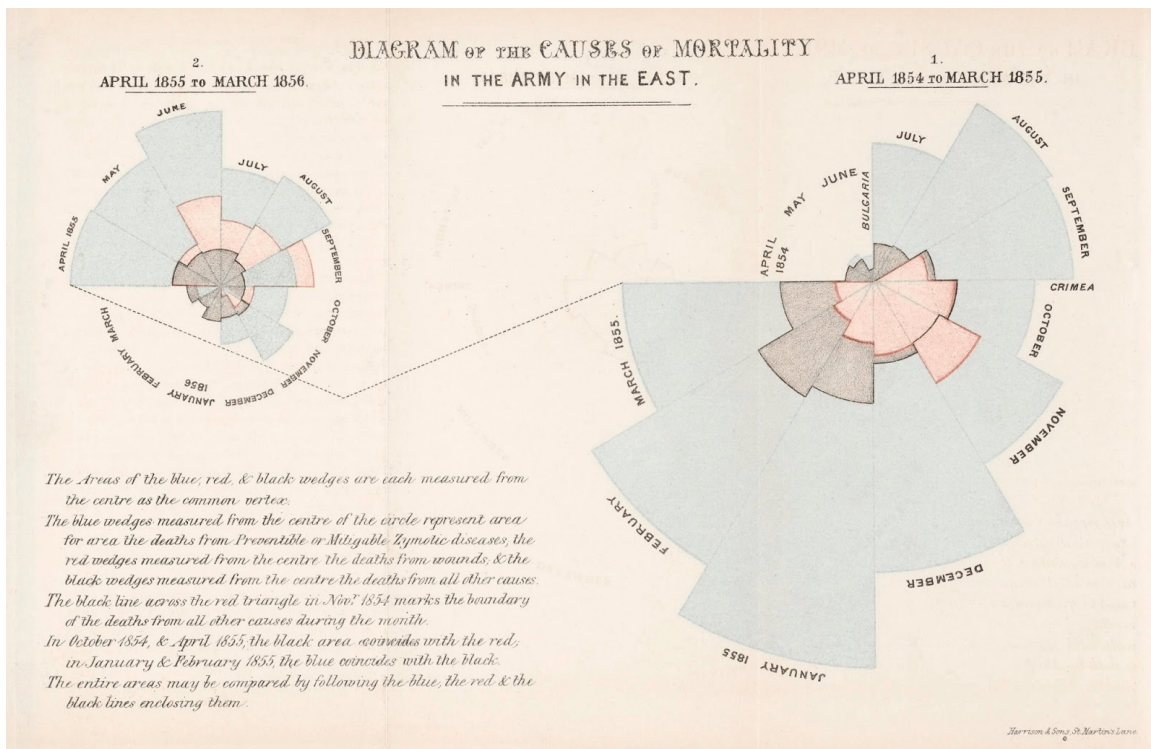 DIAGRAM OF THE CAUSES OF MORTALITY
IN THE ARMY IN THE EAST.
2.
APRIL 1855 TO MARCH 1856.
1.
APRIL 1854 TO MARCH 1855.
APRIL 1855
MAY
JUNE
JULY
AUGUST
SEPTEMBER
OCTOBER
NOVEMBER
DECEMBER
JANUARY
1856
FEBRUARY
MARCH
APRIL
1854
MAY
JUNE
BULGARIA
JULY
AUGUST
SEPTEMBER
CRIMEA
OCTOBER
NOVEMBER
DECEMBER
JANUARY 1855
FEBRUARY
MARCH 1855.
The Areas of the blue, red, & black wedges are each measured from
the centre as the common vertex.
The blue wedges measured from the centre of the circle represent area
for area the deaths from Preventible or Mitigable Zymotic diseases; the
red wedges measured from the centre the deaths from wounds; & the
black wedges measured from the centre the deaths from all other causes.
The black line across the red triangle in Novr. 1854 marks the boundary
of the deaths from all other causes during the month.
In October 1854, & April 1855, the black area coincides with the red;
in January & February 1855, the blue coincides with the black.
The entire areas may be compared by following the blue, the red & the
black lines enclosing them.
Harrison & Sons, St. Martins Lane